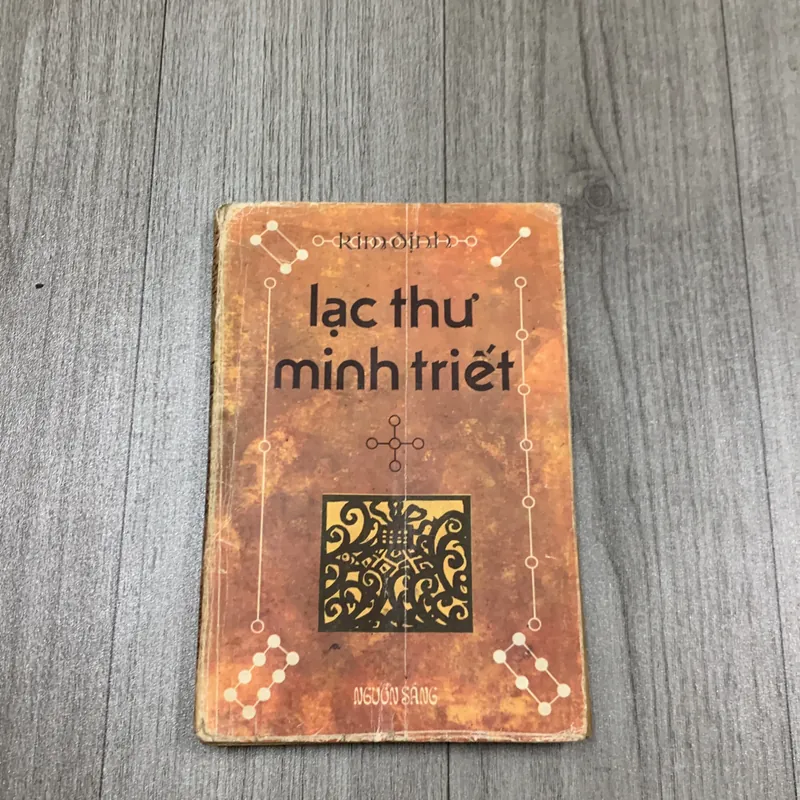 kim định
lạc thư
minh triết
NGUỒN SÁNG